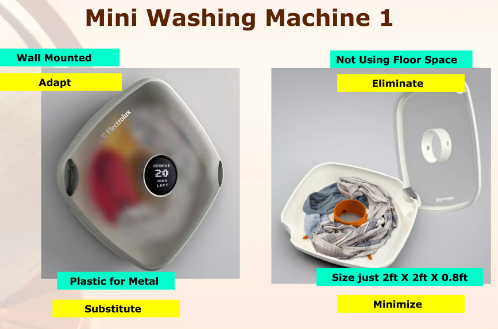 Mini Washing Machine 1
Wall Mounted
Adapt
Not Using Floor Space
Eliminate
Electrolux
20
LEFT
Plastic for Metal
Substitute
Size just 2ft X 2ft X 0.8ft
Minimize